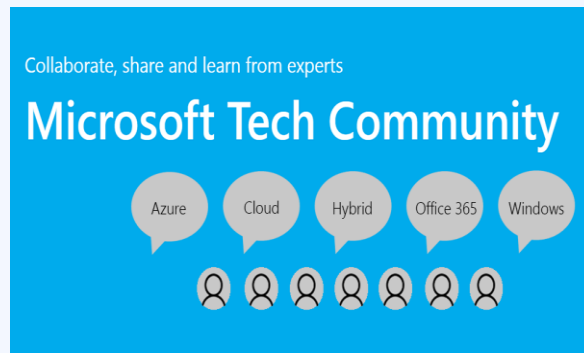 Collaborate, share and learn from experts
Microsoft Tech Community
Azure Cloud Hybrid Office 365 Windows